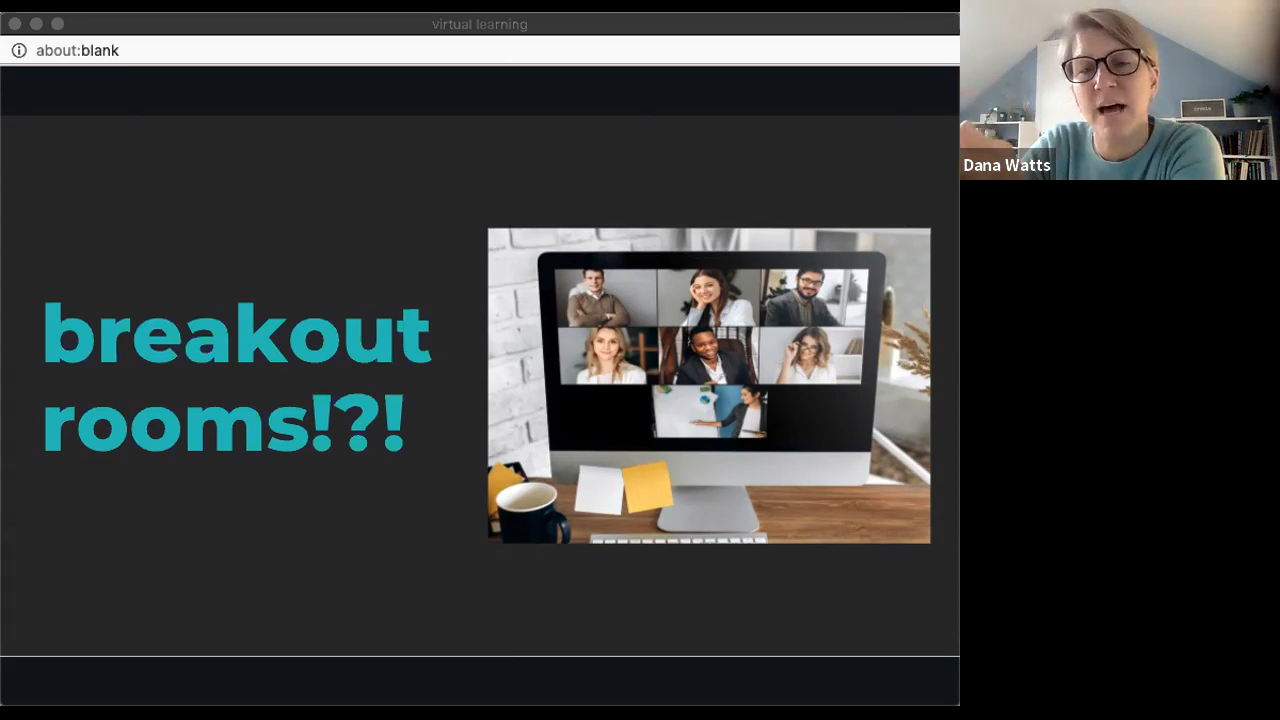 virtual learning
about:blank
breakout
rooms!?!
Dana Watts